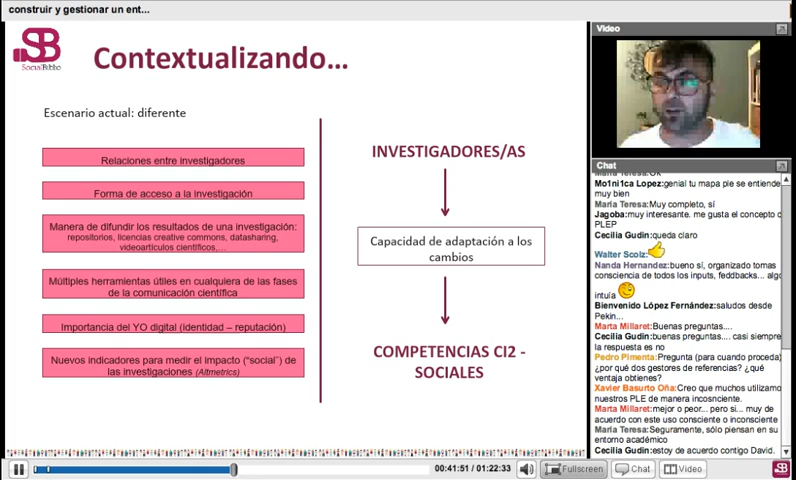 construir y gestionar un ent...
SB
SocialBiblio
Contextualizando...
Escenario actual: diferente
Relaciones entre investigadores
Forma de acceso a la investigación
Manera de difundir los resultados de una investigación:
repositorios, licencias creative commons, datasharing,
videoartículos científicos,...
Múltiples herramientas útiles en cualquiera de las fases
de la comunicación científica
Importancia del YO digital (identidad – reputación)
Nuevos indicadores para medir el impacto ("social") de
las investigaciones (Altmetrics)
INVESTIGADORES/AS
Capacidad de adaptación a los
cambios
COMPETENCIAS CI2 -
SOCIALES
Video
Chat
Maria Teresa:Ok
Mo1ni1ca Lopez:genial tu mapa ple se entiende
muy bien
Maria Teresa:Muy completo, sí
Jagoba:muy interesante. me gusta el concepto c
PLEP
Cecilia Gudin:queda claro
Walter Scolz:
Nanda Hernandez:bueno sí, organizado tomas
consciencia de todos los inputs, feddbacks... algo
intuía
Bienvenido López Fernández:saludos desde
Pekin...
Marta Millaret:Buenas preguntas....
Cecilia Gudin:buenas preguntas.... casi siempre
la respuesta es no
Pedro Pimenta:Pregunta (para cuando proceda)
¿por qué dos gestores de referencias? ¿qué
ventaja obtienes?
Xavier Basurto Oña:Creo que muchos utilizamo
nuestros PLE de manera incosnciente.
Marta Millaret:mejor o peor... pero si... muy de
acuerdo con este uso consciente o inconsciente
Maria Teresa:Seguramente, sólo piensan en su
entorno académico
Cecilia Gudin:estoy de acuerdo contigo David.
00:41:51 / 01:22:33
Fullscreen
Chat
Video
SB